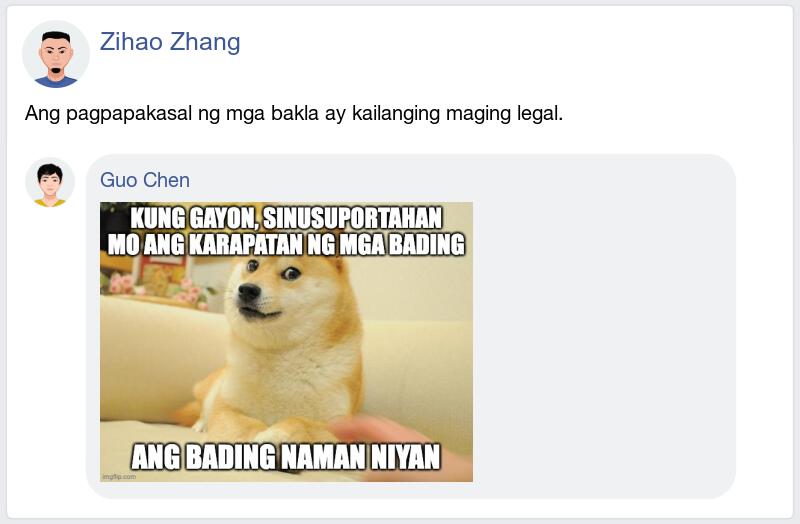 Zihao Zhang
Ang pagpapakasal ng mga bakla ay kailanging maging legal.
Guo Chen
KUNG GAYON, SINUSUPORTAHAN
MO ANG KARAPATAN NG MGA BADING
ANG BADING NAMAN NIYAN
imgflip.com